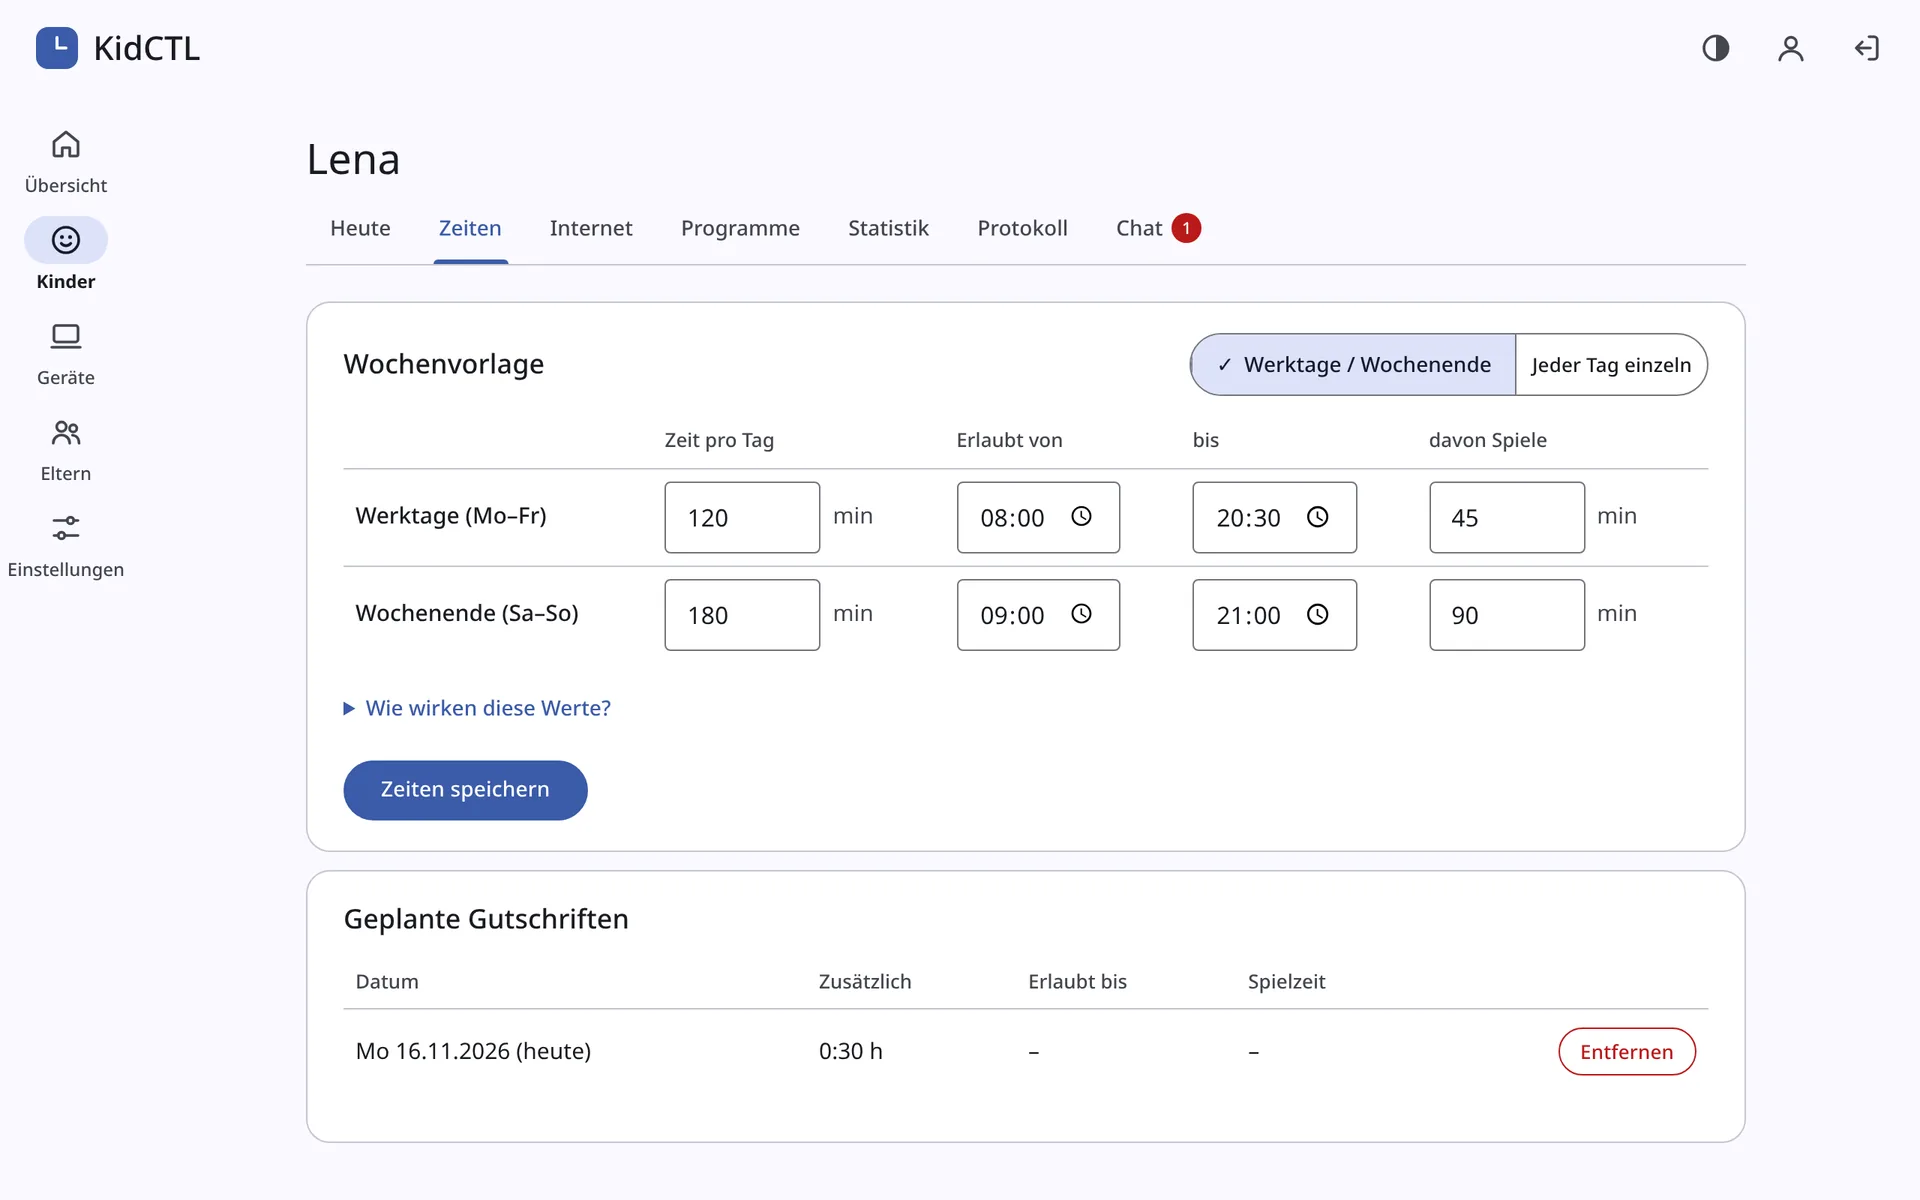 KidCTL
Übersicht
Kinder
Geräte
Eltern
Einstellungen
Lena
Heute Zeiten Internet Programme Statistik Protokoll Chat 1
Wochenvorlage
✓ Werktage / Wochenende Jeder Tag einzeln
Zeit pro Tag Erlaubt von bis davon Spiele
Werktage (Mo–Fr) 120 min 08:00 20:30 45 min
Wochenende (Sa–So) 180 min 09:00 21:00 90 min
Wie wirken diese Werte?
Zeiten speichern
Geplante Gutschriften
Datum Zusätzlich Erlaubt bis Spielzeit
Mo 16.11.2026 (heute) 0:30 h – – Entfernen